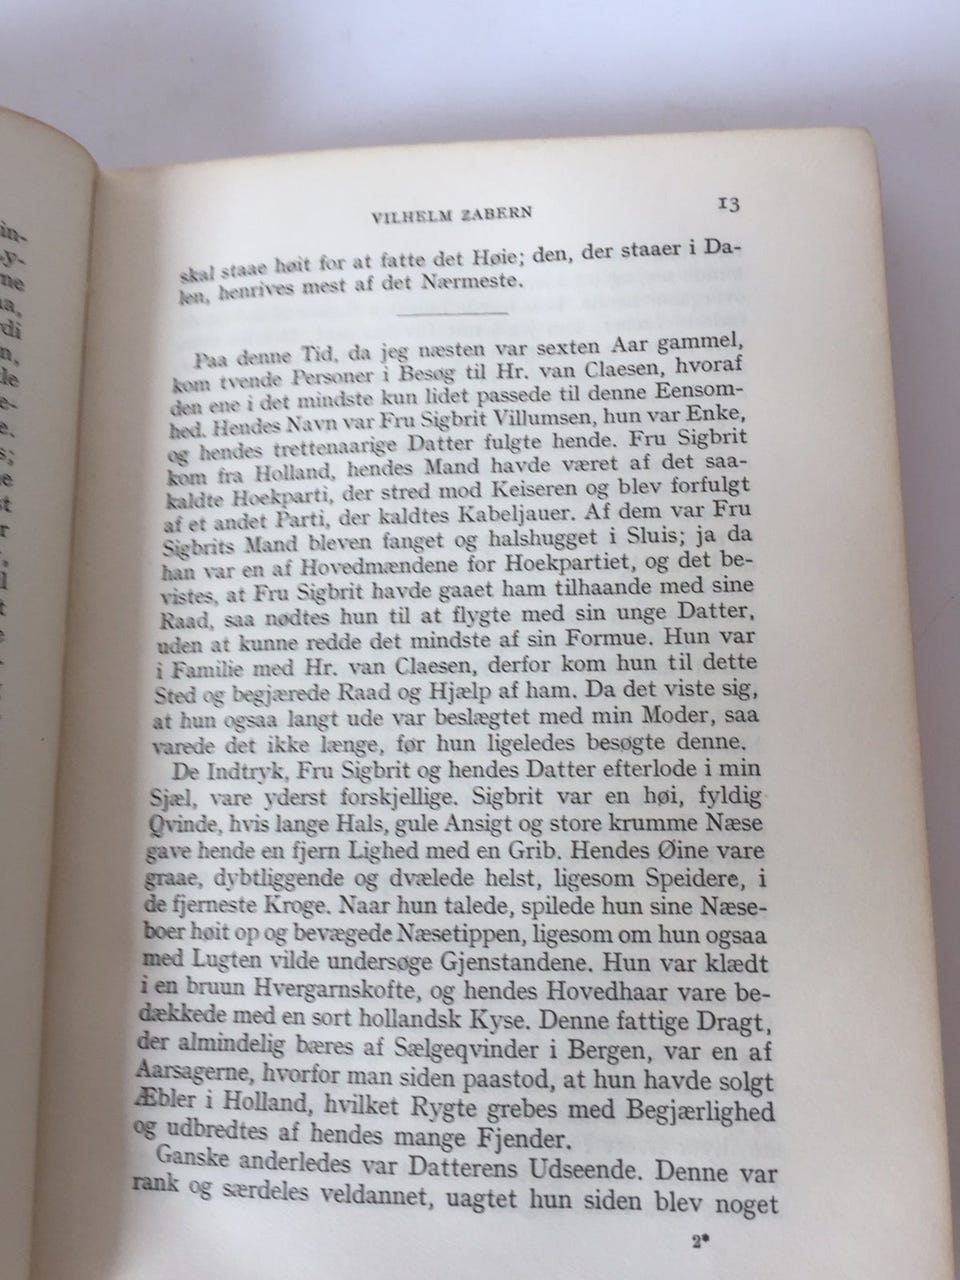 in-
y-
ne
di
n,
le
e-
e.
s;
e
st
r
l
t
e
VILHELM ZABERN
13
skal staae høit for at fatte det Høie; den, der staaer i Da-
len, henrives mest af det Nærmeste.
Paa denne Tid, da jeg næsten var sexten Aar gammel,
kom tvende Personer i Besøg til Hr. van Claesen, hvoraf
den ene i det mindste kun lidet passede til denne Eensom-
hed. Hendes Navn var Fru Sigbrit Villumsen, hun var Enke,
og hendes trettenaarige Datter fulgte hende. Fru Sigbrit
kom fra Holland, hendes Mand havde været af det saa-
kaldte Hoekparti, der stred mod Keiseren og blev forfulgt
af et andet Parti, der kaldtes Kabeljauer. Af dem var Fru
Sigbrits Mand bleven fanget og halshugget i Sluis; ja da
han var en af Hovedmændene for Hoekpartiet, og det be-
vistes, at Fru Sigbrit havde gaaet ham tilhaande med sine
Raad, saa nødtes hun til at flygte med sin unge Datter,
uden at kunne redde det mindste af sin Formue. Hun var
i Familie med Hr. van Claesen, derfor kom hun til dette
Sted og begjærede Raad og Hjælp af ham. Da det viste sig,
at hun ogsaa langt ude var beslægtet med min Moder, saa
varede det ikke længe, før hun ligeledes besøgte denne.
De Indtryk, Fru Sigbrit og hendes Datter efterlode i min
Sjæl, vare yderst forskjellige. Sigbrit var en høi, fyldig
Qvinde, hvis lange Hals, gule Ansigt og store krumme Næse
gave hende en fjern Lighed med en Grib. Hendes Øine vare
graae, dybtliggende og dvælede helst, ligesom Speidere, i
de fjerneste Kroge. Naar hun talede, spilede hun sine Næse-
boer høit op og bevægede Næsetippen, ligesom om hun ogsaa
med Lugten vilde undersøge Gjenstandene. Hun var klædt
i en bruun Hvergarnskofte, og hendes Hovedhaar vare be-
dækkede med en sort hollandsk Kyse. Denne fattige Dragt,
der almindelig bæres af Sælgeqvinder i Bergen, var en af
Aarsagerne, hvorfor man siden paastod, at hun havde solgt
Æbler i Holland, hvilket Rygte grebes med Begjærlighed
og udbredtes af hendes mange Fjender.
Ganske anderledes var Datterens Udseende. Denne var
rank og særdeles veldannet, uagtet hun siden blev noget
2*